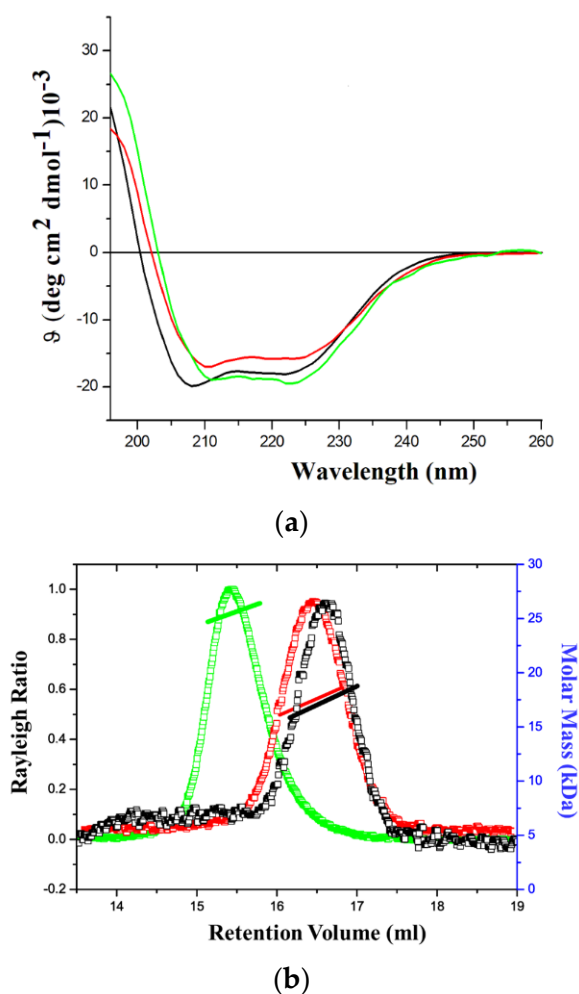 30
20
10
0
-10
-20
ϑ (deg cm² dmol⁻¹)10⁻³
200 210 220 230 240 250 260
Wavelength (nm)
(a)
1.0
0.8
0.6
0.4
0.2
0.0
-0.2
Rayleigh Ratio
30
25
20
15
10
5
0
Molar Mass (kDa)
14 15 16 17 18 19
Retention Volume (ml)
(b)